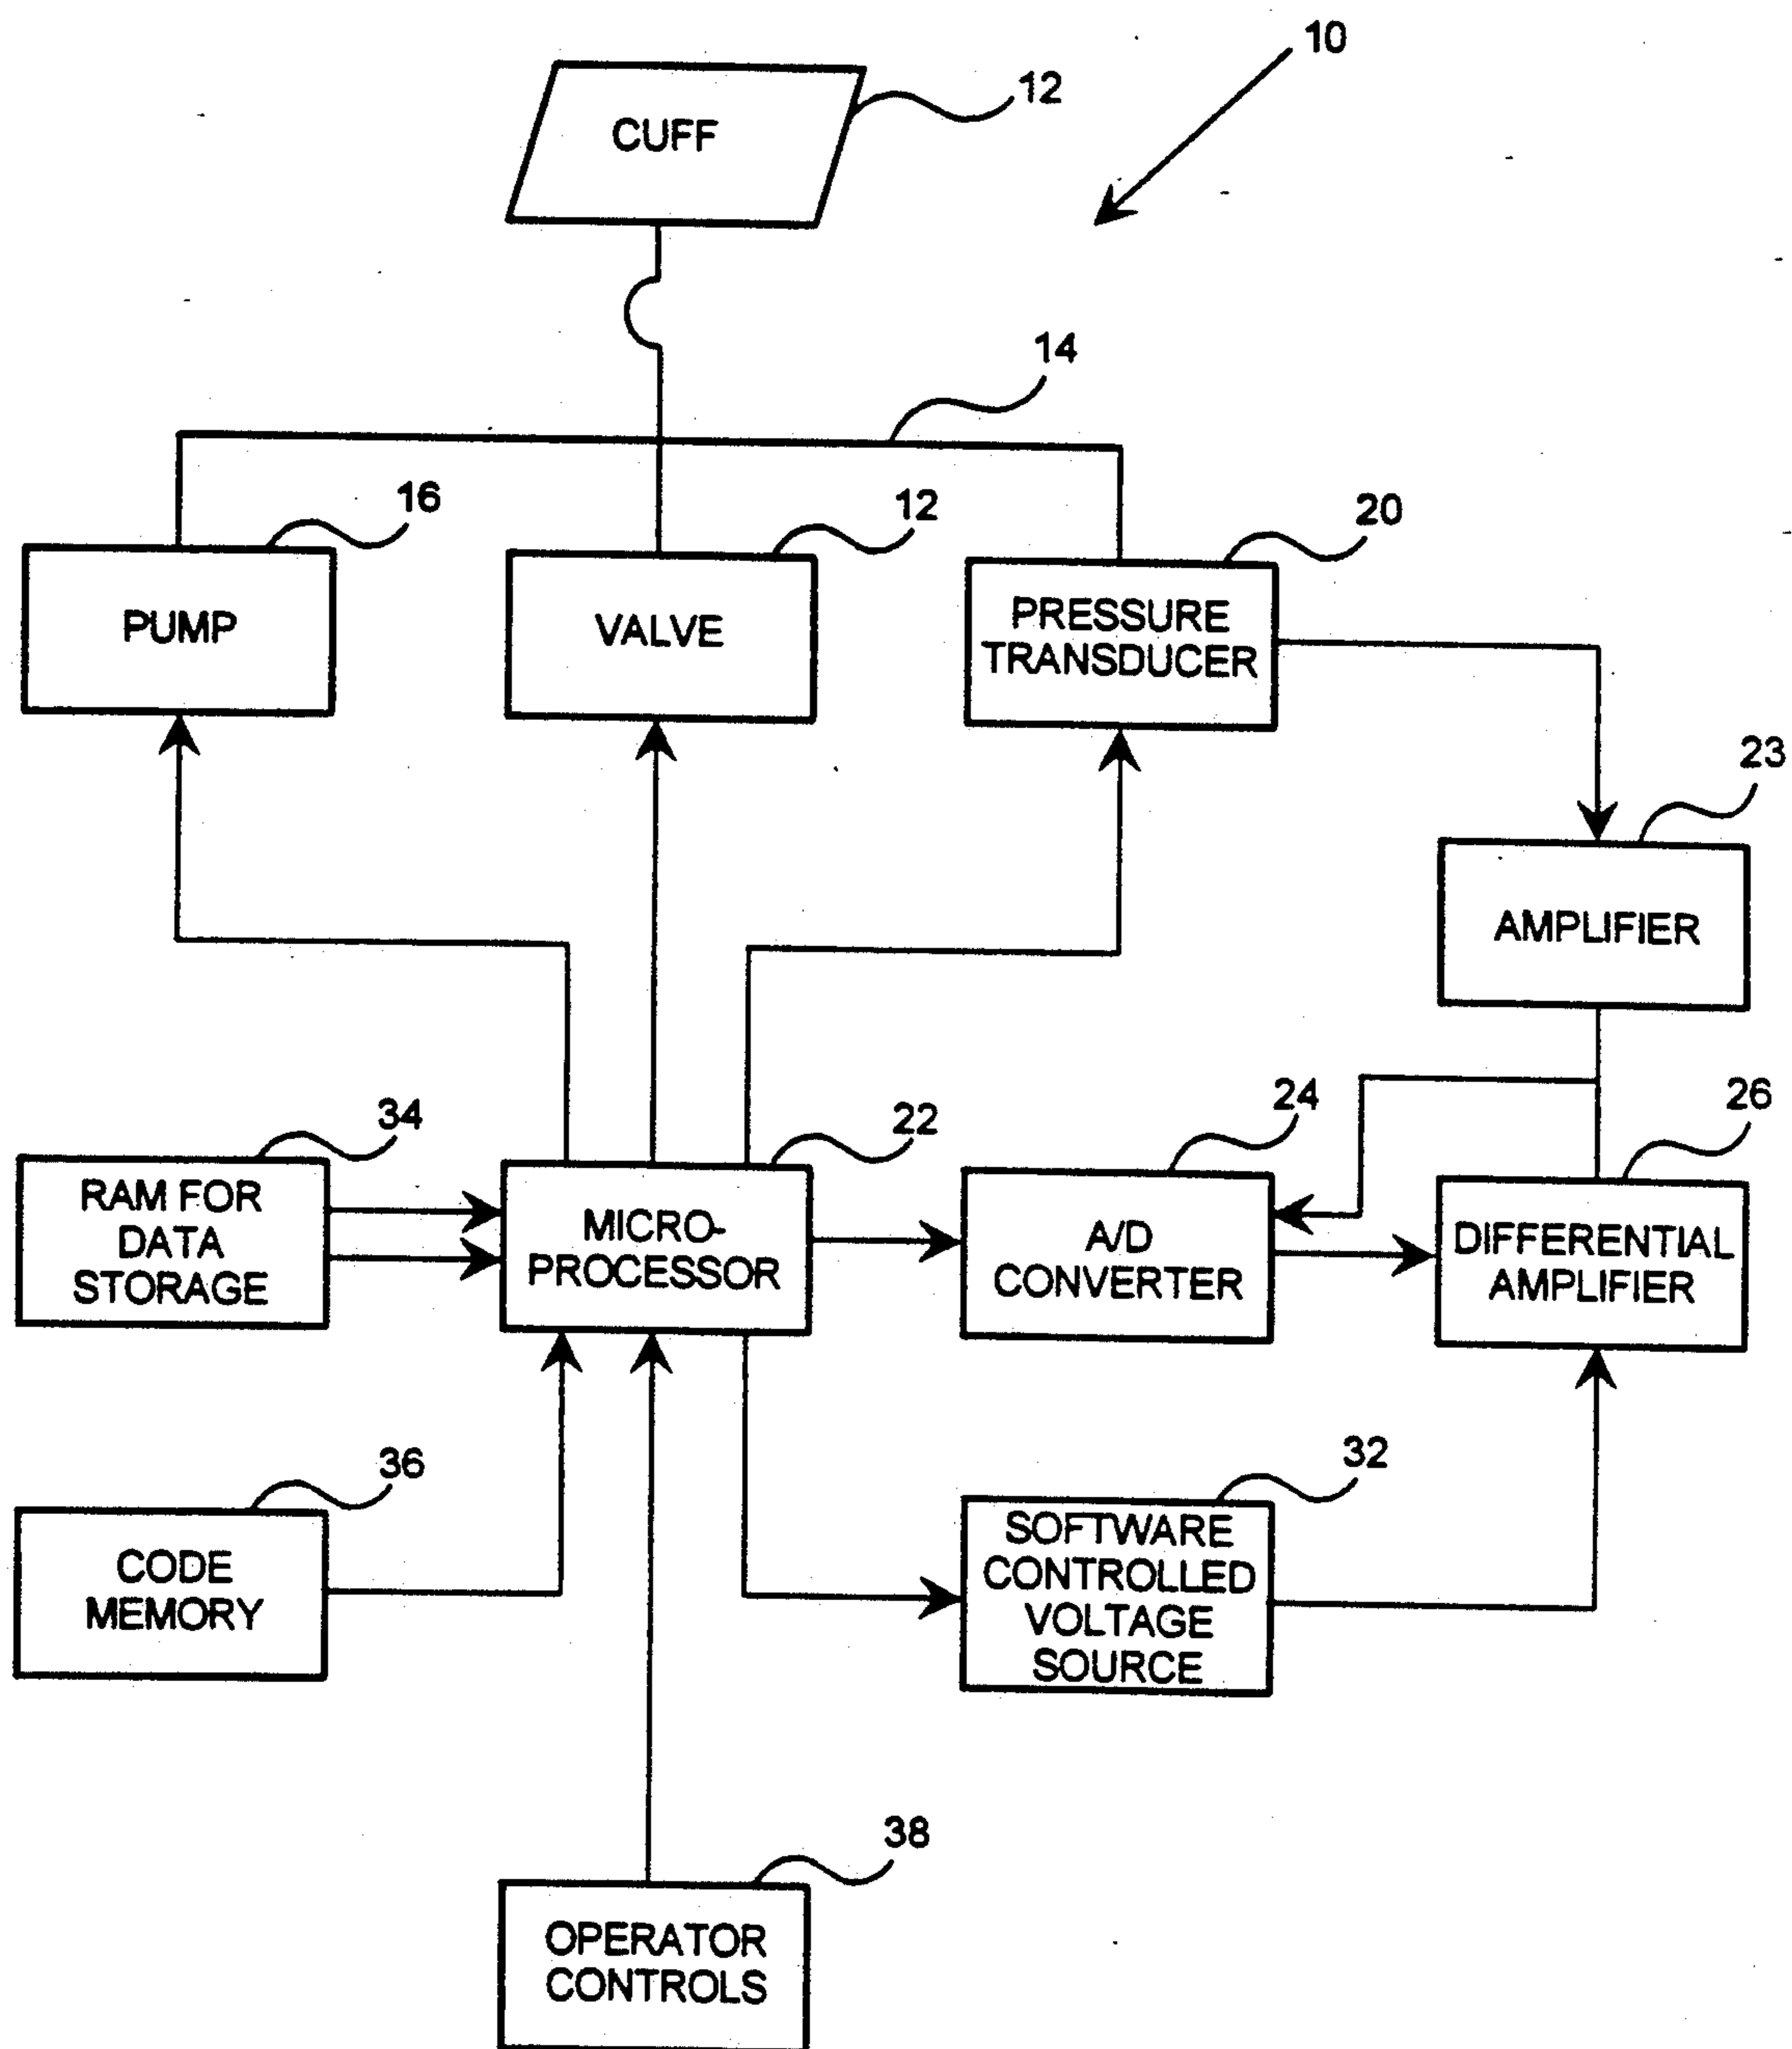 10
12
CUFF
14
16
12
20
PUMP
VALVE
PRESSURE
TRANSDUCER
23
AMPLIFIER
34
22
24
26
RAM FOR
DATA
STORAGE
MICRO-
PROCESSOR
A/D
CONVERTER
DIFFERENTIAL
AMPLIFIER
36
32
CODE
MEMORY
SOFTWARE
CONTROLLED
VOLTAGE
SOURCE
38
OPERATOR
CONTROLS